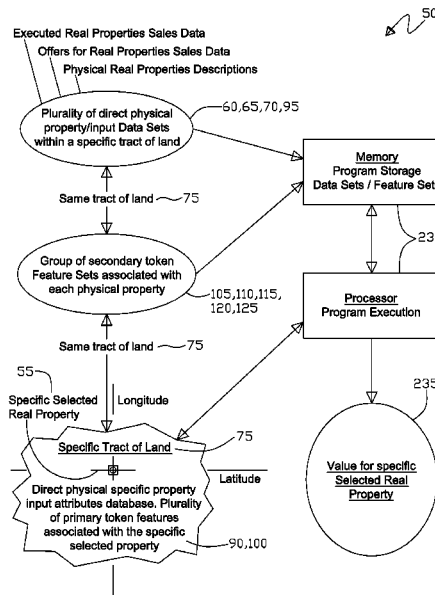 50
Executed Real Properties Sales Data
Offers for Real Properties Sales Data
Physical Real Properties Descriptions
Plurality of direct physical
property/input Data Sets
within a specific tract of land
60,65,70,95
Memory
Program Storage
Data Sets / Feature Set
Same tract of land
75
Group of secondary token
Feature Sets associated with
each physical property
105,110,115,
120,125
23
Processor
Program Execution
Same tract of land
75
55
Specific Selected
Real Property
Longitude
235
Specific Tract of Land
75
Latitude
Direct physical specific property
input attributes database. Plurality
of primary token features
associated with the specific
selected property
90,100
Value for specific
Selected Real
Property